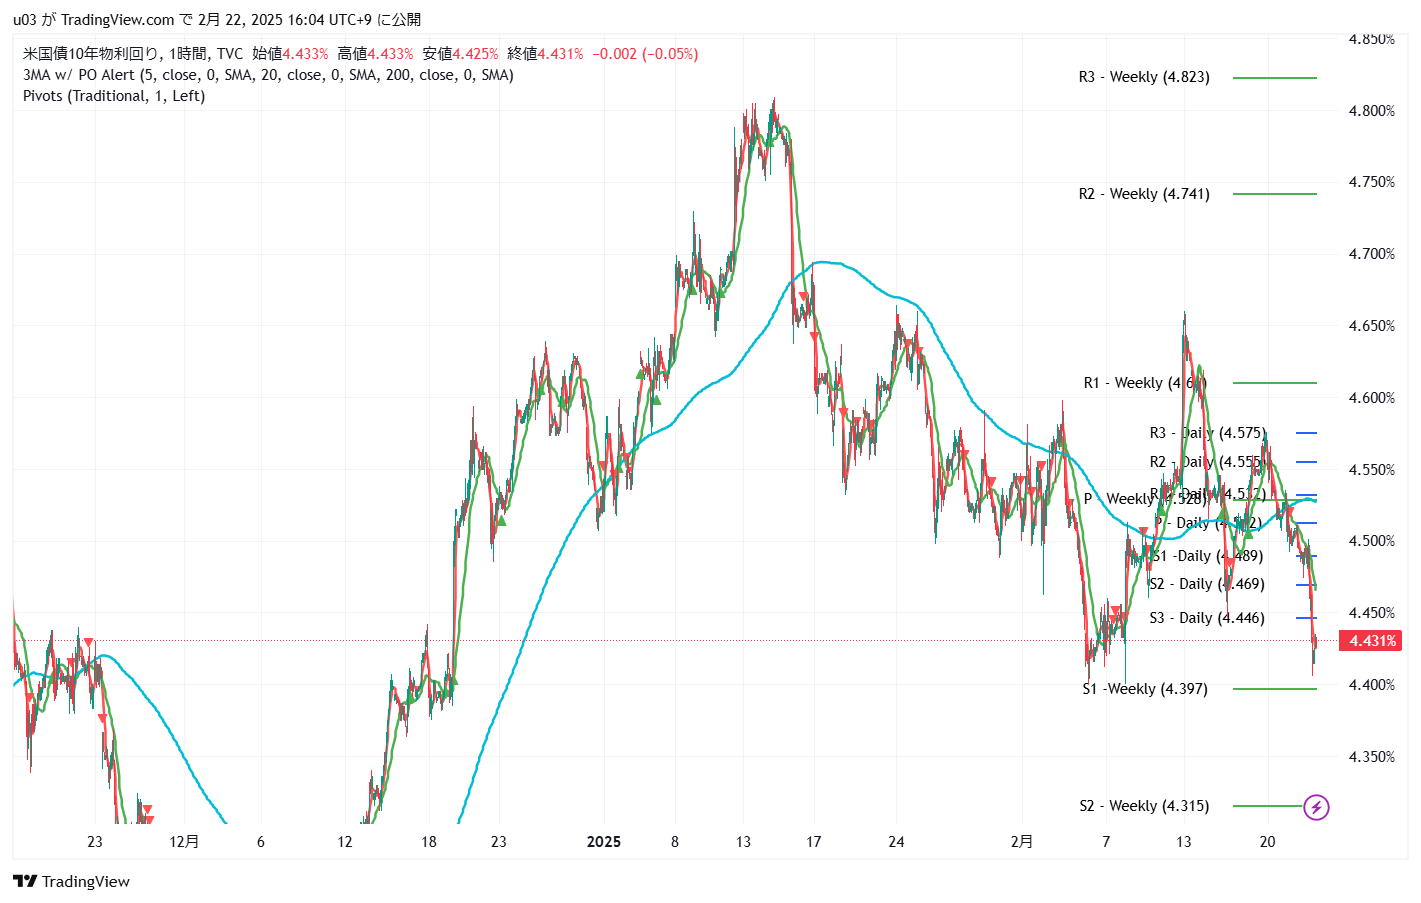 u03 が TradingView.com で 2月 22, 2025 16:04 UTC+9 に公開
米国債10年物利回り, 1時間, TVC 始値4.433% 高値4.433% 安値4.425% 終値4.431% −0.002 (−0.05%)
3MA w/ PO Alert (5, close, 0, SMA, 20, close, 0, SMA, 200, close, 0, SMA)
Pivots (Traditional, 1, Left)
4.850%
R3 - Weekly (4.823)
4.800%
4.750%
R2 - Weekly (4.741)
4.700%
4.650%
R1 - Weekly
4.600%
R3 - Daily (4.575)
R2 - Daily (4.555)
4.550%
P - Weekly
P - Daily
4.500%
S1 -Daily (4.489)
S2 - Daily (4.469)
S3 - Daily (4.446)
4.450%
4.431%
S1 -Weekly (4.397)
4.400%
4.350%
S2 - Weekly (4.315)
23 12月 6 12 18 23 2025 8 13 17 24 2月 7 13 20
TradingView